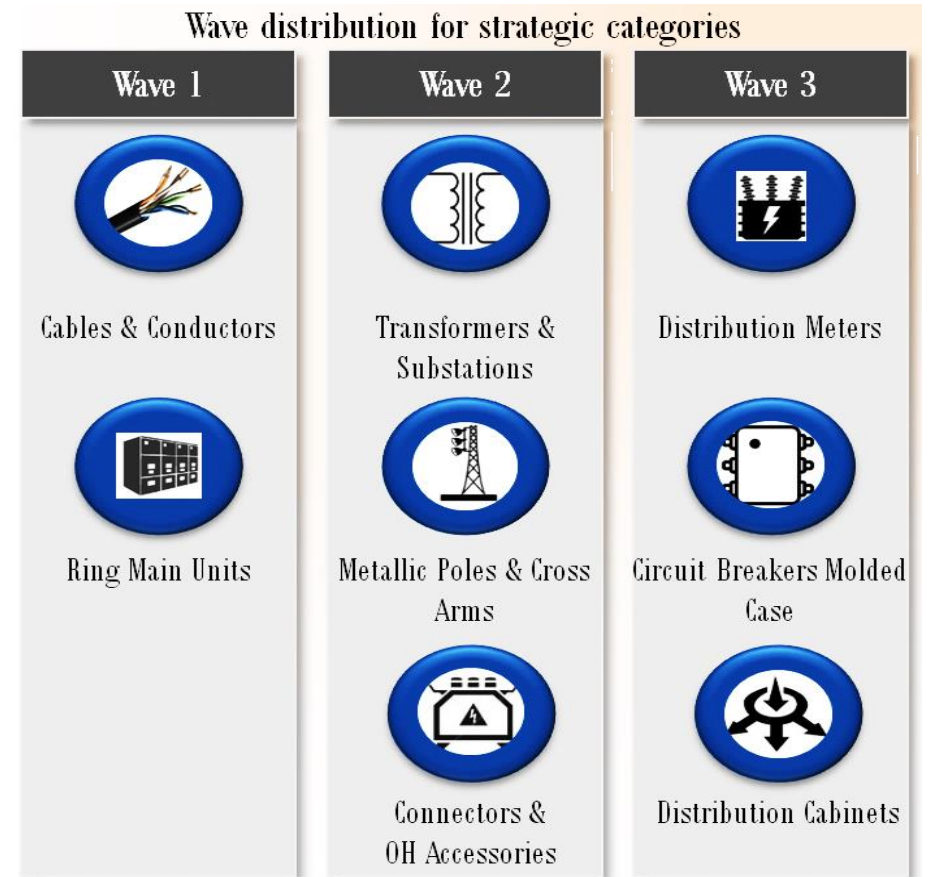 Wave distribution for strategic categories
Wave 1
Cables & Conductors
Ring Main Units
Wave 2
Transformers &
Substations
Metallic Poles & Cross
Arms
Connectors &
OH Accessories
Wave 3
Distribution Meters
Circuit Breakers Molded
Case
Distribution Cabinets